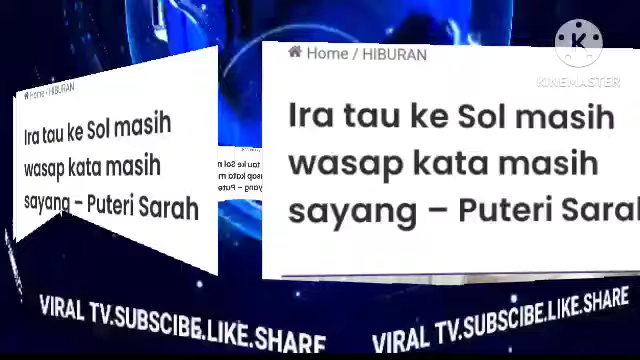 Home / HIBURAN
Ira tau ke Sol masih
wasap kata masih
sayang – Puteri Sarah
Home / HIBURAN
Ira tau ke Sol masih
wasap kata masih
sayang – Puteri Sarah
K
KINEMASTER
VIRAL TV.SUBSCIBE.LIKE.SHARE
VIRAL TV.SUBSCIBE.LIKE.SHARE